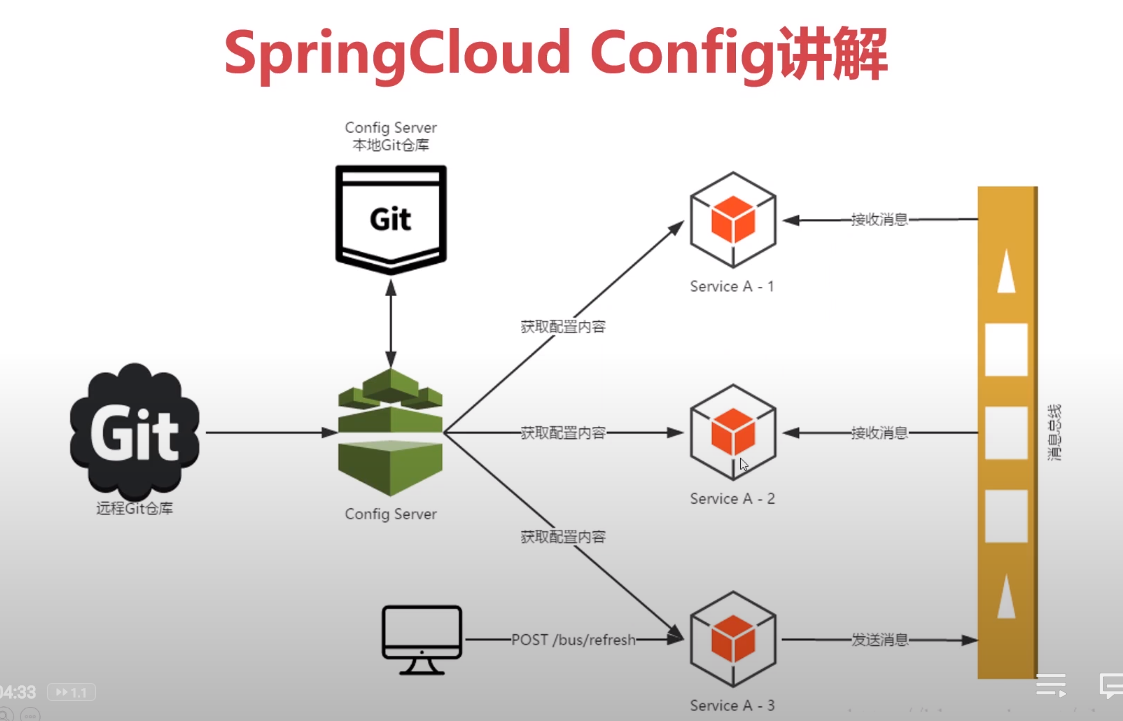 SpringCloud Config讲解
Config Server
本地Git仓库
Git
接收消息
Service A - 1
获取配置内容
Git
远程Git仓库
Config Server
获取配置内容
接收消息
消息总线
Service A - 2
获取配置内容
POST /bus/refresh
发送消息
Service A - 3
04:33
1.1